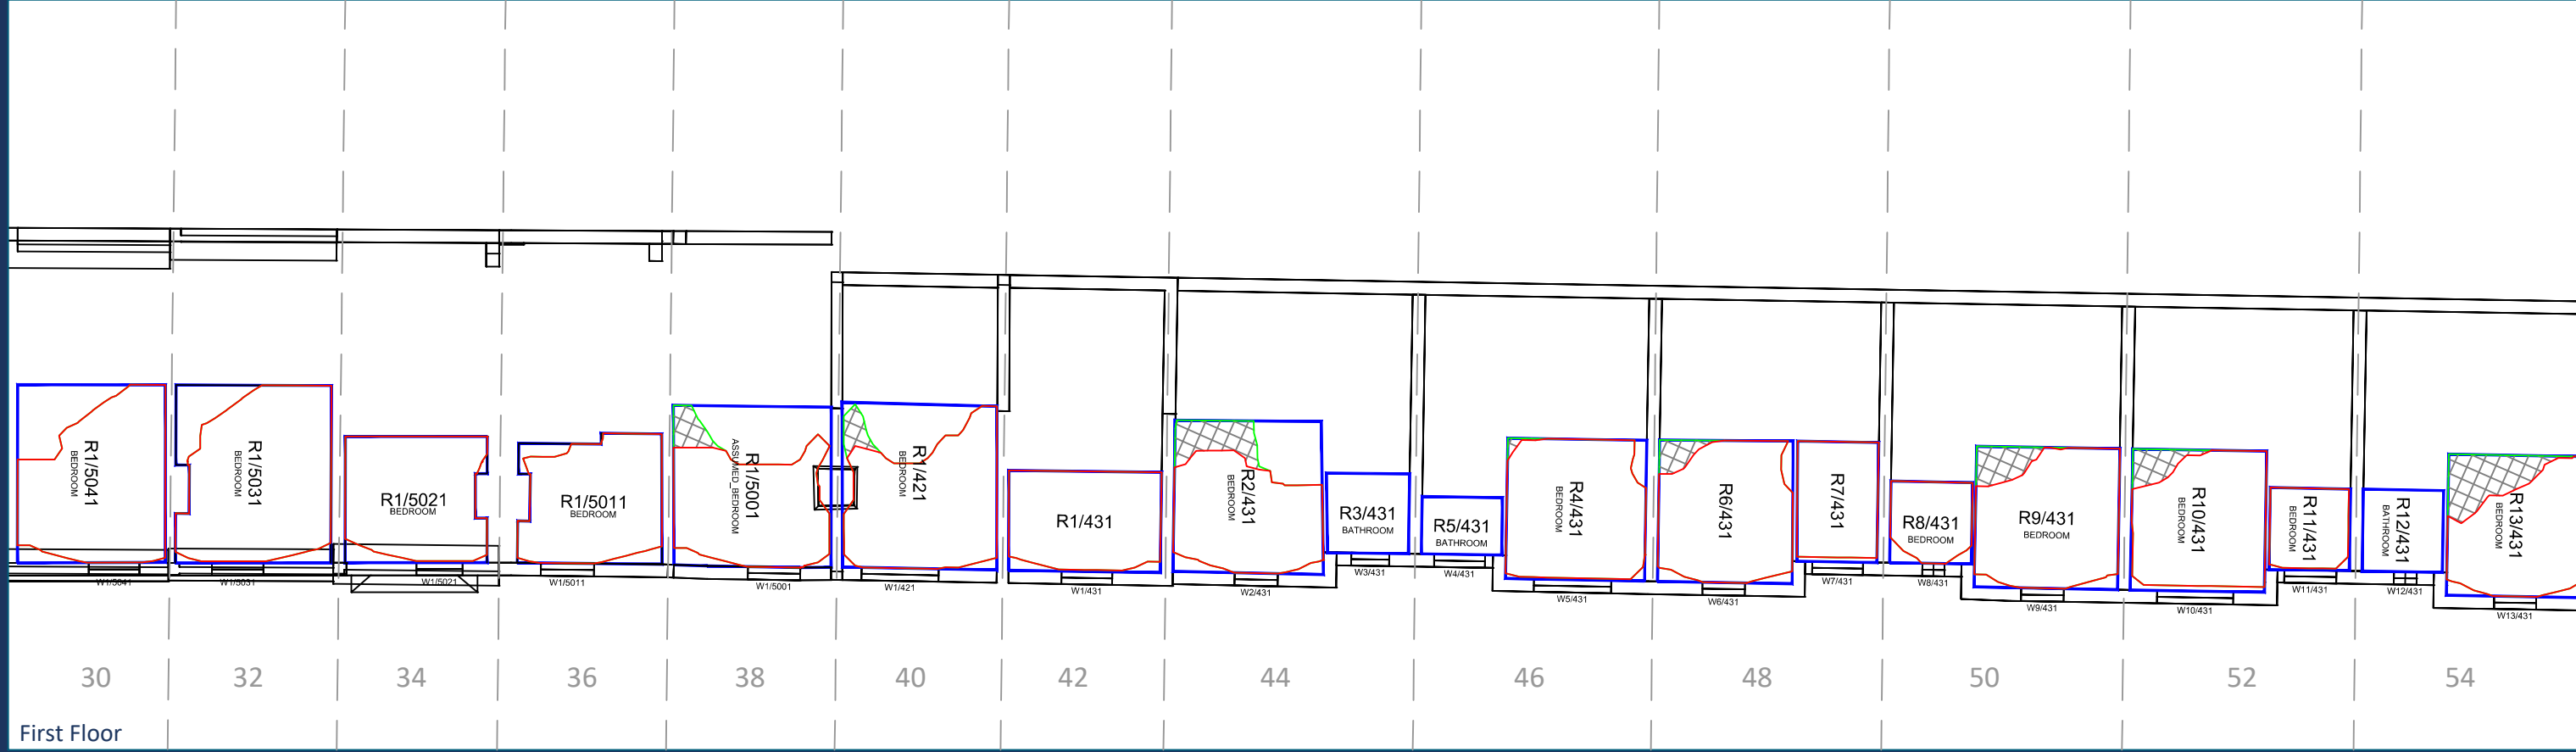 R1/5041
BEDROOM
W1/5041
R1/5031
BEDROOM
W1/5031
R1/5021
BEDROOM
W1/5021
R1/5011
BEDROOM
W1/5011
R1/5001
ASSUMED_BEDROOM
W1/5001
R1/421
BEDROOM
W1/421
R1/431
W1/431
R2/431
BEDROOM
W2/431
R3/431
BATHROOM
W3/431
R5/431
BATHROOM
W4/431
R4/431
BEDROOM
W5/431
R6/431
BEDROOM
W6/431
R7/431
W7/431
R8/431
BEDROOM
W8/431
R9/431
BEDROOM
W9/431
R10/431
BEDROOM
W10/431
R11/431
BEDROOM
W11/431
R12/431
BATHROOM
W12/431
R13/431
BEDROOM
W13/431
30 32 34 36 38 40 42 44 46 48 50 52 54
First Floor